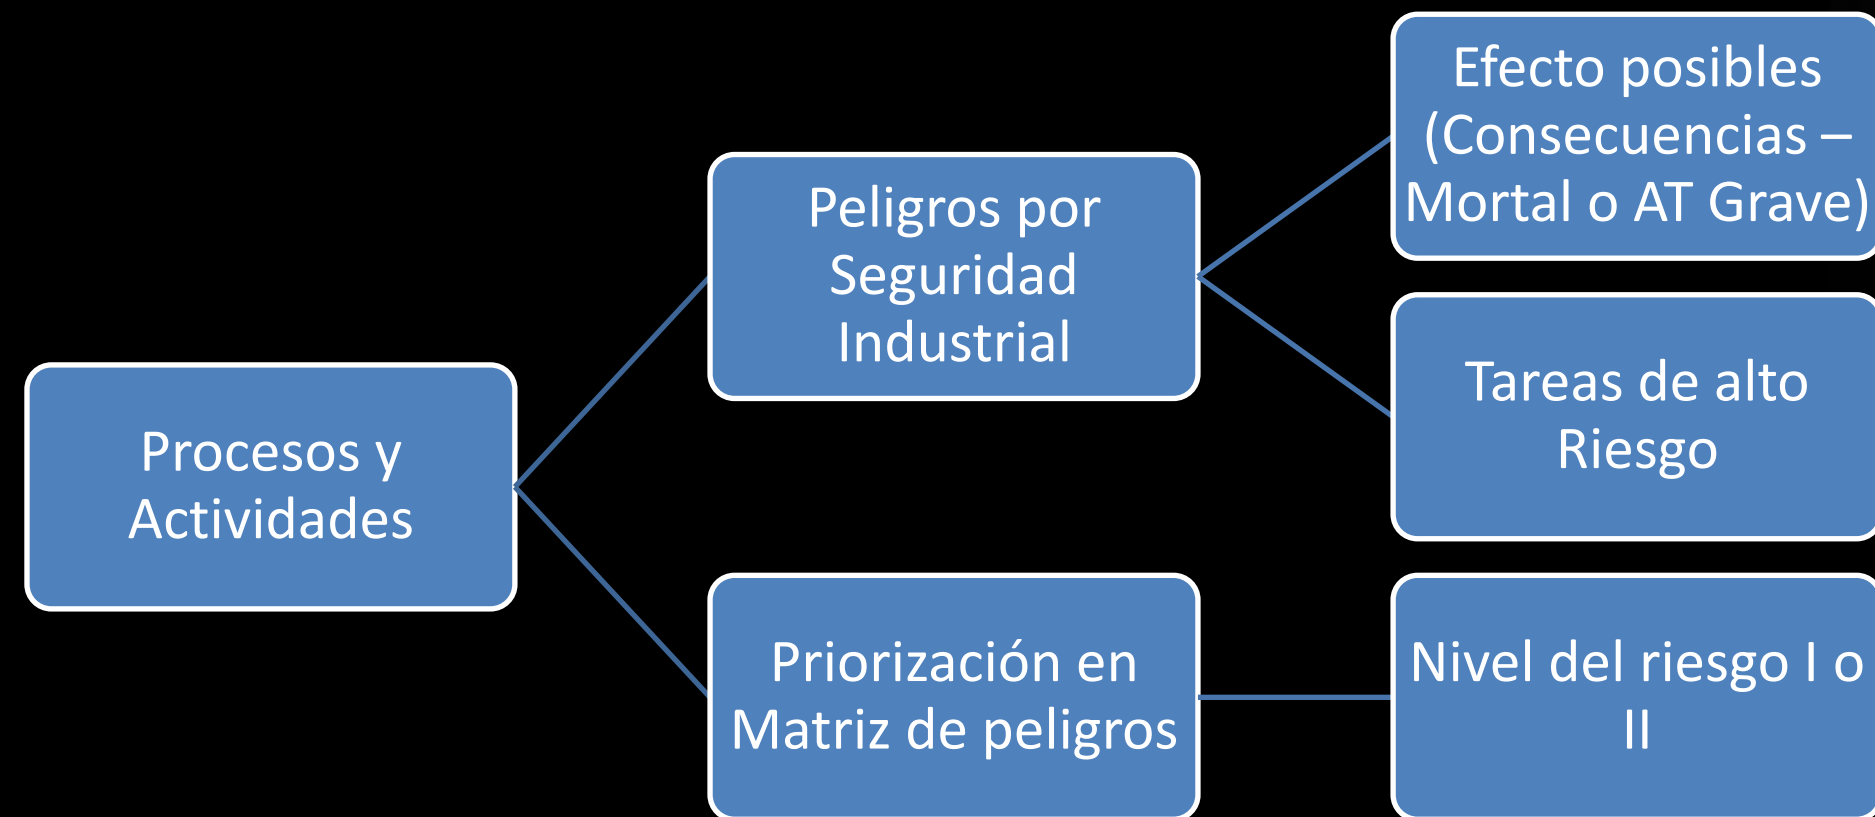 Procesos y
Actividades
Peligros por
Seguridad
Industrial
Efecto posibles
(Consecuencias –
Mortal o AT Grave)
Tareas de alto
Riesgo
Priorización en
Matriz de peligros
Nivel del riesgo I o
II